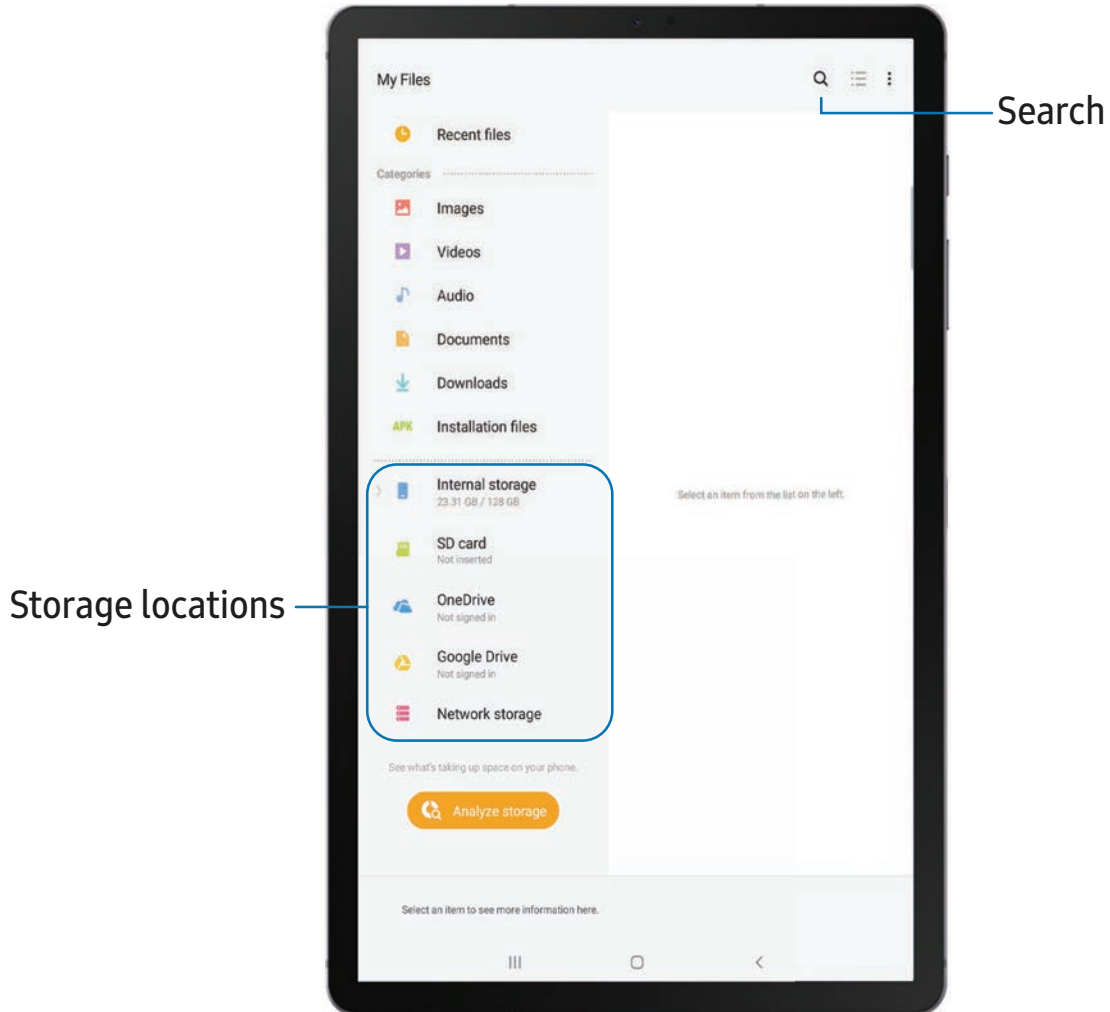 My Files
Search
Recent files
Categories
Images
Videos
Audio
Documents
Downloads
APK Installation files
Internal storage
23.31 GB / 128 GB
Select an item from the list on the left.
SD card
Not inserted
Storage locations
OneDrive
Not signed in
Google Drive
Not signed in
Network storage
See what's taking up space on your phone.
Analyze storage
Select an item to see more information here.